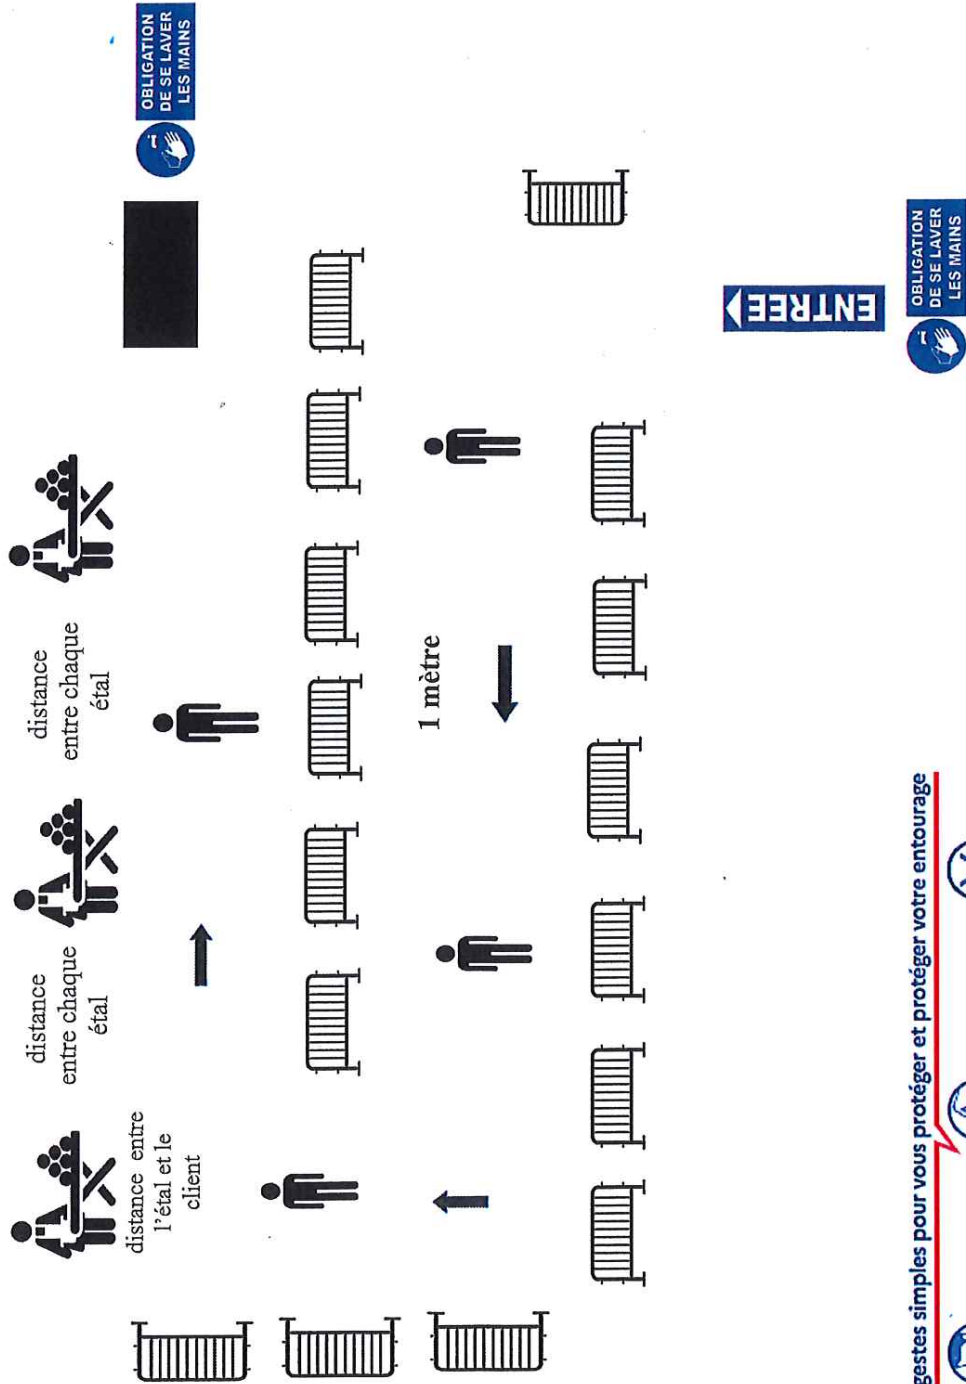 distance
entre chaque
étal
distance
entre chaque
étal
distance entre
l'étal et le
client
OBLIGATION
DE SE LAVER
LES MAINS
1 mètre
ENTREE
OBLIGATION
DE SE LAVER
LES MAINS
gestes simples pour vous protéger et protéger votre entourage